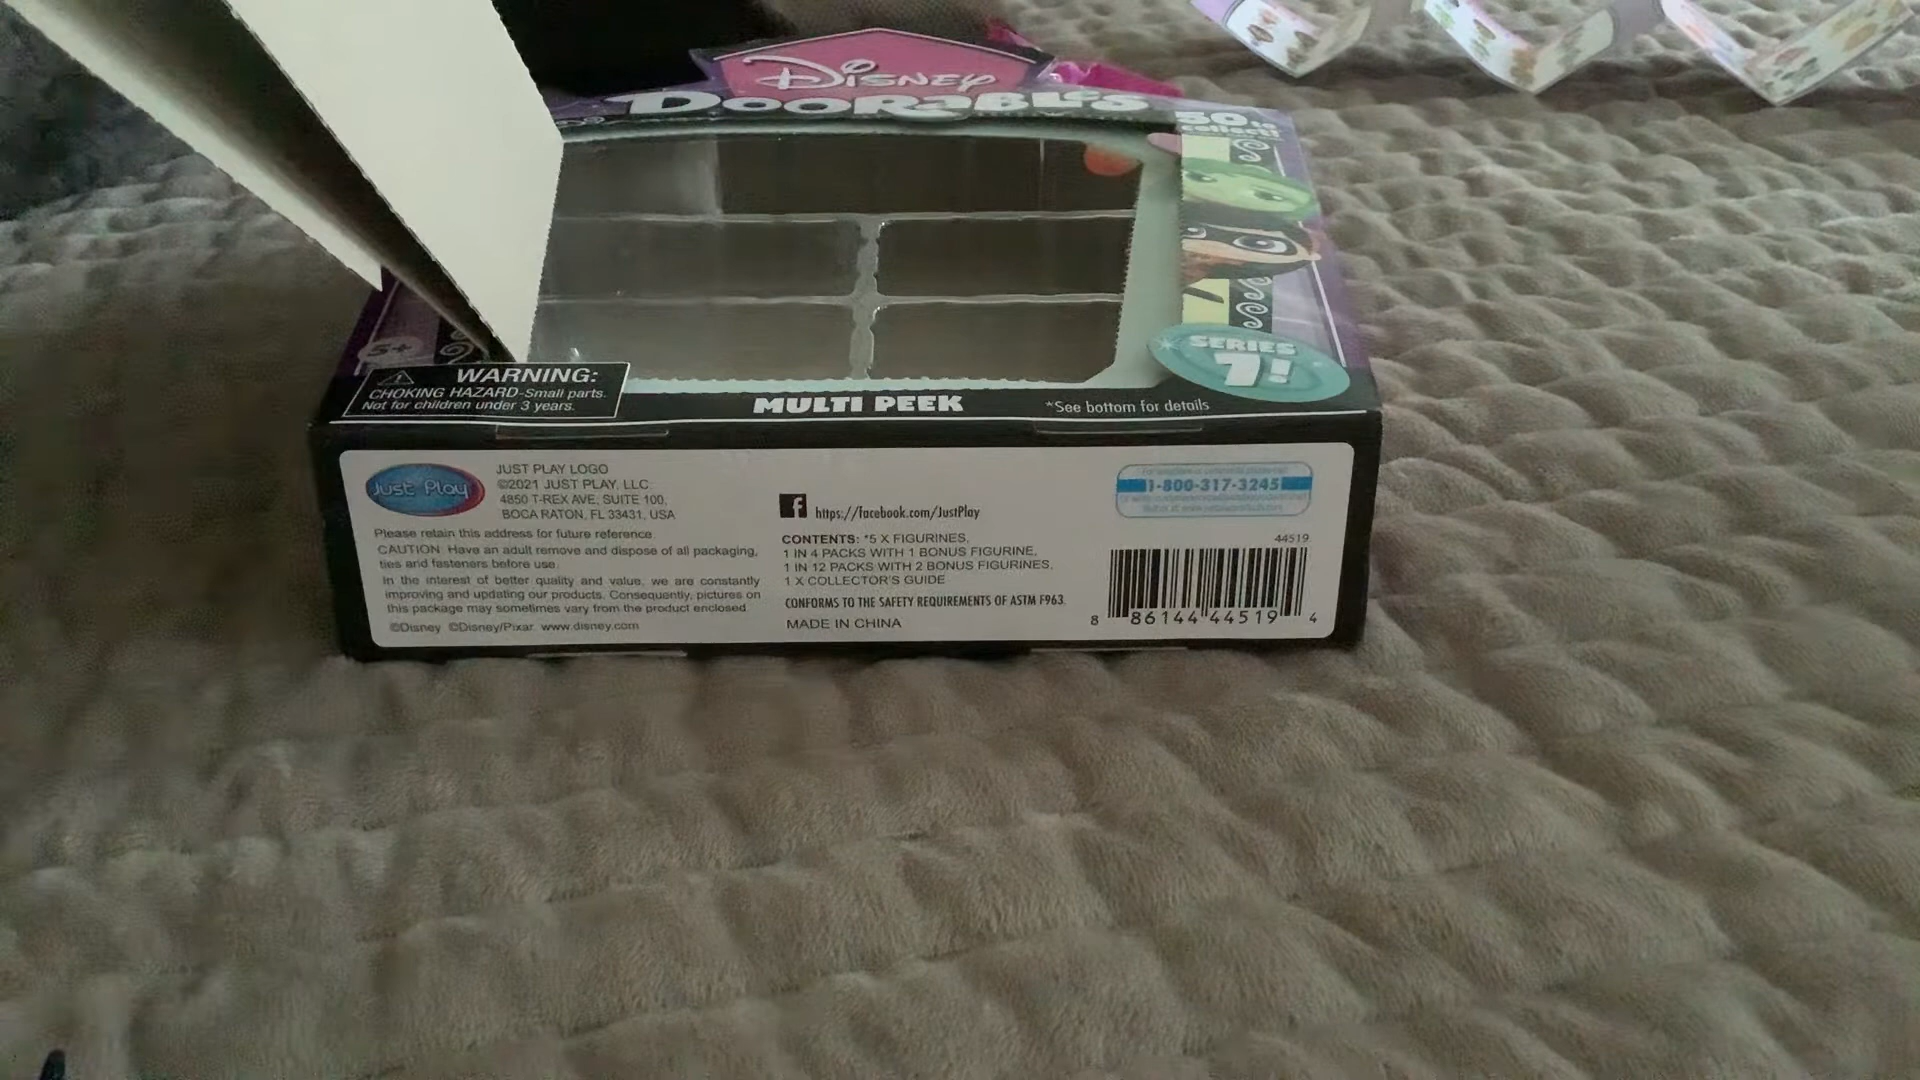 Disney
DOORABLES
50 to
collect!
5+
SERIES
7!
WARNING:
CHOKING HAZARD-Small parts.
Not for children under 3 years.
MULTI PEEK
*See bottom for details
Just Play
JUST PLAY LOGO
©2021 JUST PLAY, LLC
4850 T-REX AVE, SUITE 100,
BOCA RATON, FL 33431, USA
Please retain this address for future reference.
CAUTION: Have an adult remove and dispose of all packaging,
ties and fasteners before use.
In the interest of better quality and value, we are constantly
improving and updating our products. Consequently, pictures on
this package may sometimes vary from the product enclosed.
©Disney ©Disney/Pixar www.disney.com
f https://facebook.com/JustPlay
CONTENTS: *5 X FIGURINES,
1 IN 4 PACKS WITH 1 BONUS FIGURINE,
1 IN 12 PACKS WITH 2 BONUS FIGURINES,
1 X COLLECTOR'S GUIDE
CONFORMS TO THE SAFETY REQUIREMENTS OF ASTM F963.
MADE IN CHINA
1-800-317-3245
44519
8 86144 44519 4